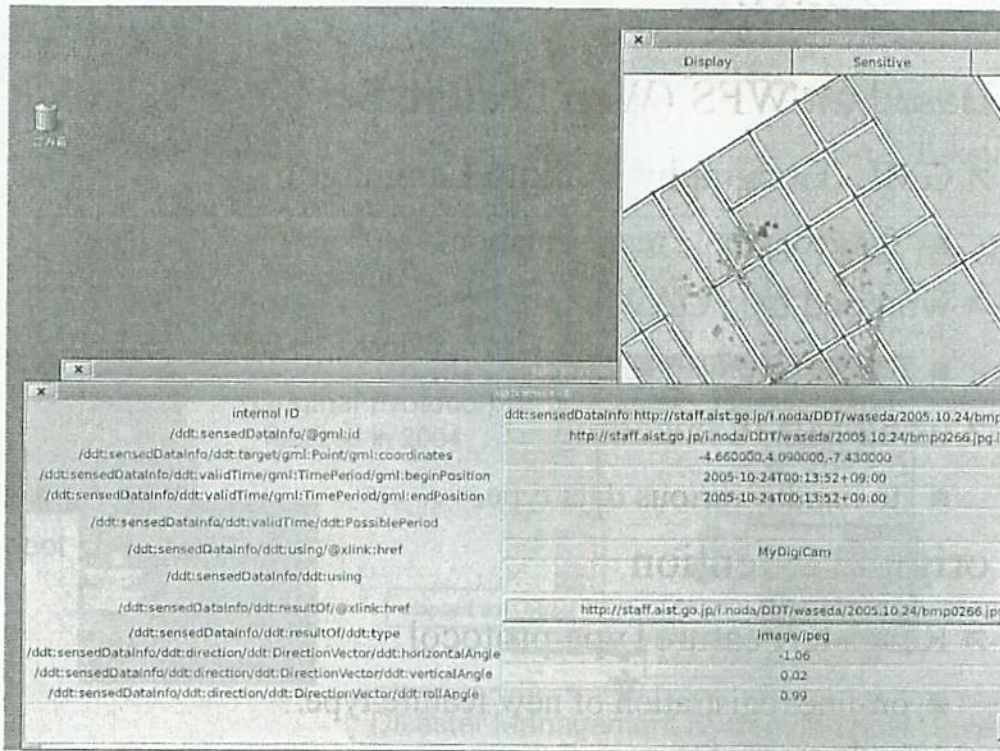 Display Sensitive
ごみ箱
internal ID ddt:sensedDataInfo:http://staff.aist.go.jp/i.noda/DDT/waseda/2005.10.24/bmp
/ddt:sensedDataInfo/@gml:id http://staff.aist.go.jp/i.noda/DDT/waseda/2005.10.24/bmp0266.jpg.i
/ddt:sensedDataInfo/ddt:target/gml:Point/gml:coordinates -4.660000,4.090000,-7.430000
/ddt:sensedDataInfo/ddt:validTime/gml:TimePeriod/gml:beginPosition 2005-10-24T00:13:52+09:00
/ddt:sensedDataInfo/ddt:validTime/gml:TimePeriod/gml:endPosition 2005-10-24T00:13:52+09:00
/ddt:sensedDataInfo/ddt:validTime/ddt:PossiblePeriod
/ddt:sensedDataInfo/ddt:using/@xlink:href MyDigiCam
/ddt:sensedDataInfo/ddt:using
/ddt:sensedDataInfo/ddt:resultOf/@xlink:href http://staff.aist.go.jp/i.noda/DDT/waseda/2005.10.24/bmp0266.jpg
/ddt:sensedDataInfo/ddt:resultOf/ddt:type image/jpeg
/ddt:sensedDataInfo/ddt:direction/ddt:DirectionVector/ddt:horizontalAngle -1.06
/ddt:sensedDataInfo/ddt:direction/ddt:DirectionVector/ddt:verticalAngle 0.02
/ddt:sensedDataInfo/ddt:direction/ddt:DirectionVector/ddt:rollAngle 0.99